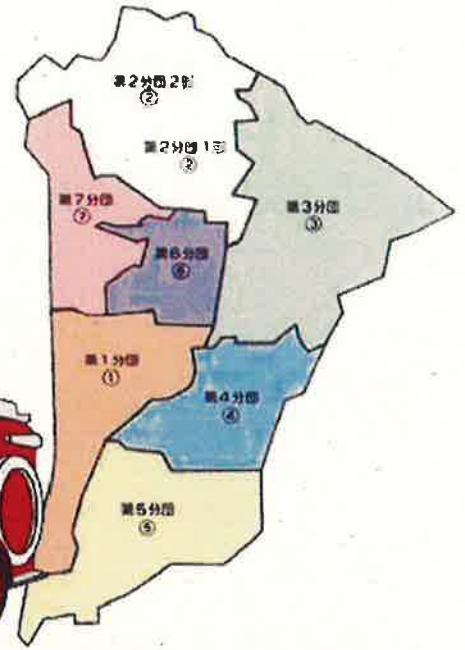 第2分団2部
②
第2分団1部
②
第7分団
⑦
第3分団
③
第6分団
⑥
第1分団
①
第4分団
④
第5分団
⑤